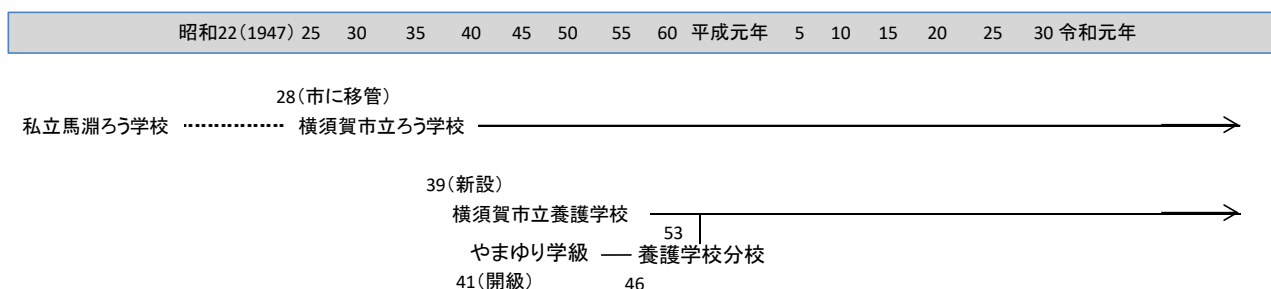 昭和22(1947) 25 30 35 40 45 50 55 60 平成元年 5 10 15 20 25 30 令和元年
28(市に移管)
私立馬淵ろう学校 横須賀市立ろう学校
39(新設)
横須賀市立養護学校
53
やまゆり学級 養護学校分校
41(開級) 46